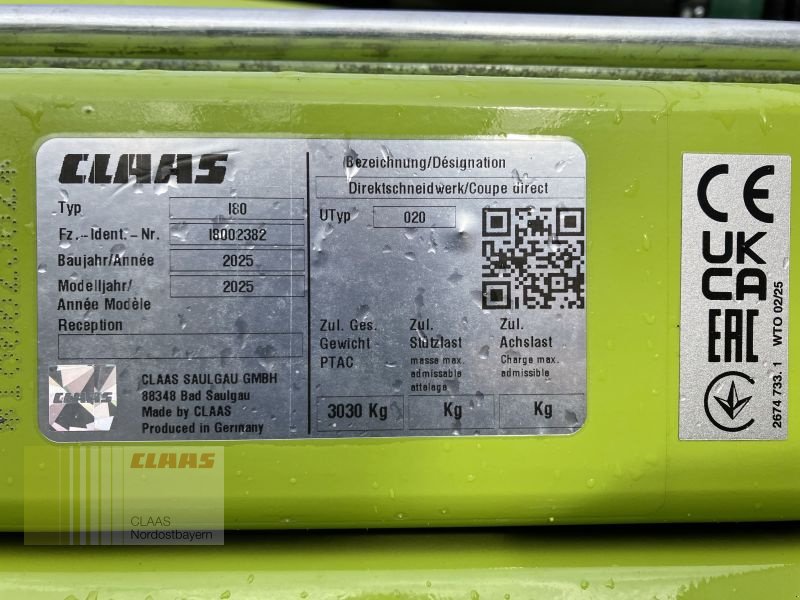 CLAAS
Typ I80
Fz.-Ident.-Nr. I8002382
Baujahr/Année 2025
Modelljahr/
Année Modèle 2025
Reception
CLAAS SAULGAU GMBH
88348 Bad Saulgau
Made by CLAAS
Produced in Germany
CLAAS
Bezeichnung/Désignation
Direktschneidwerk/Coupe direct
UTyp 020
Zul. Ges.
Gewicht
PTAC
3030 Kg
Zul.
Stützlast
masse max.
admissable
attelage
Kg
Zul.
Achslast
Charge max.
admissible
Kg
CE
UK
CA
EAC
2674 733. 1 WTO 02/25
CLAAS
CLAAS
Nordostbayern